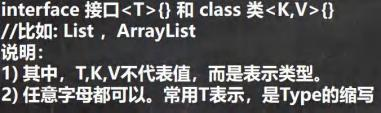 interface 接口<T>{} 和 class 类<K,V>{}
//比如: List ，ArrayList
说明：
1) 其中，T,K,V不代表值，而是表示类型。
2) 任意字母都可以。常用T表示，是Type的缩写